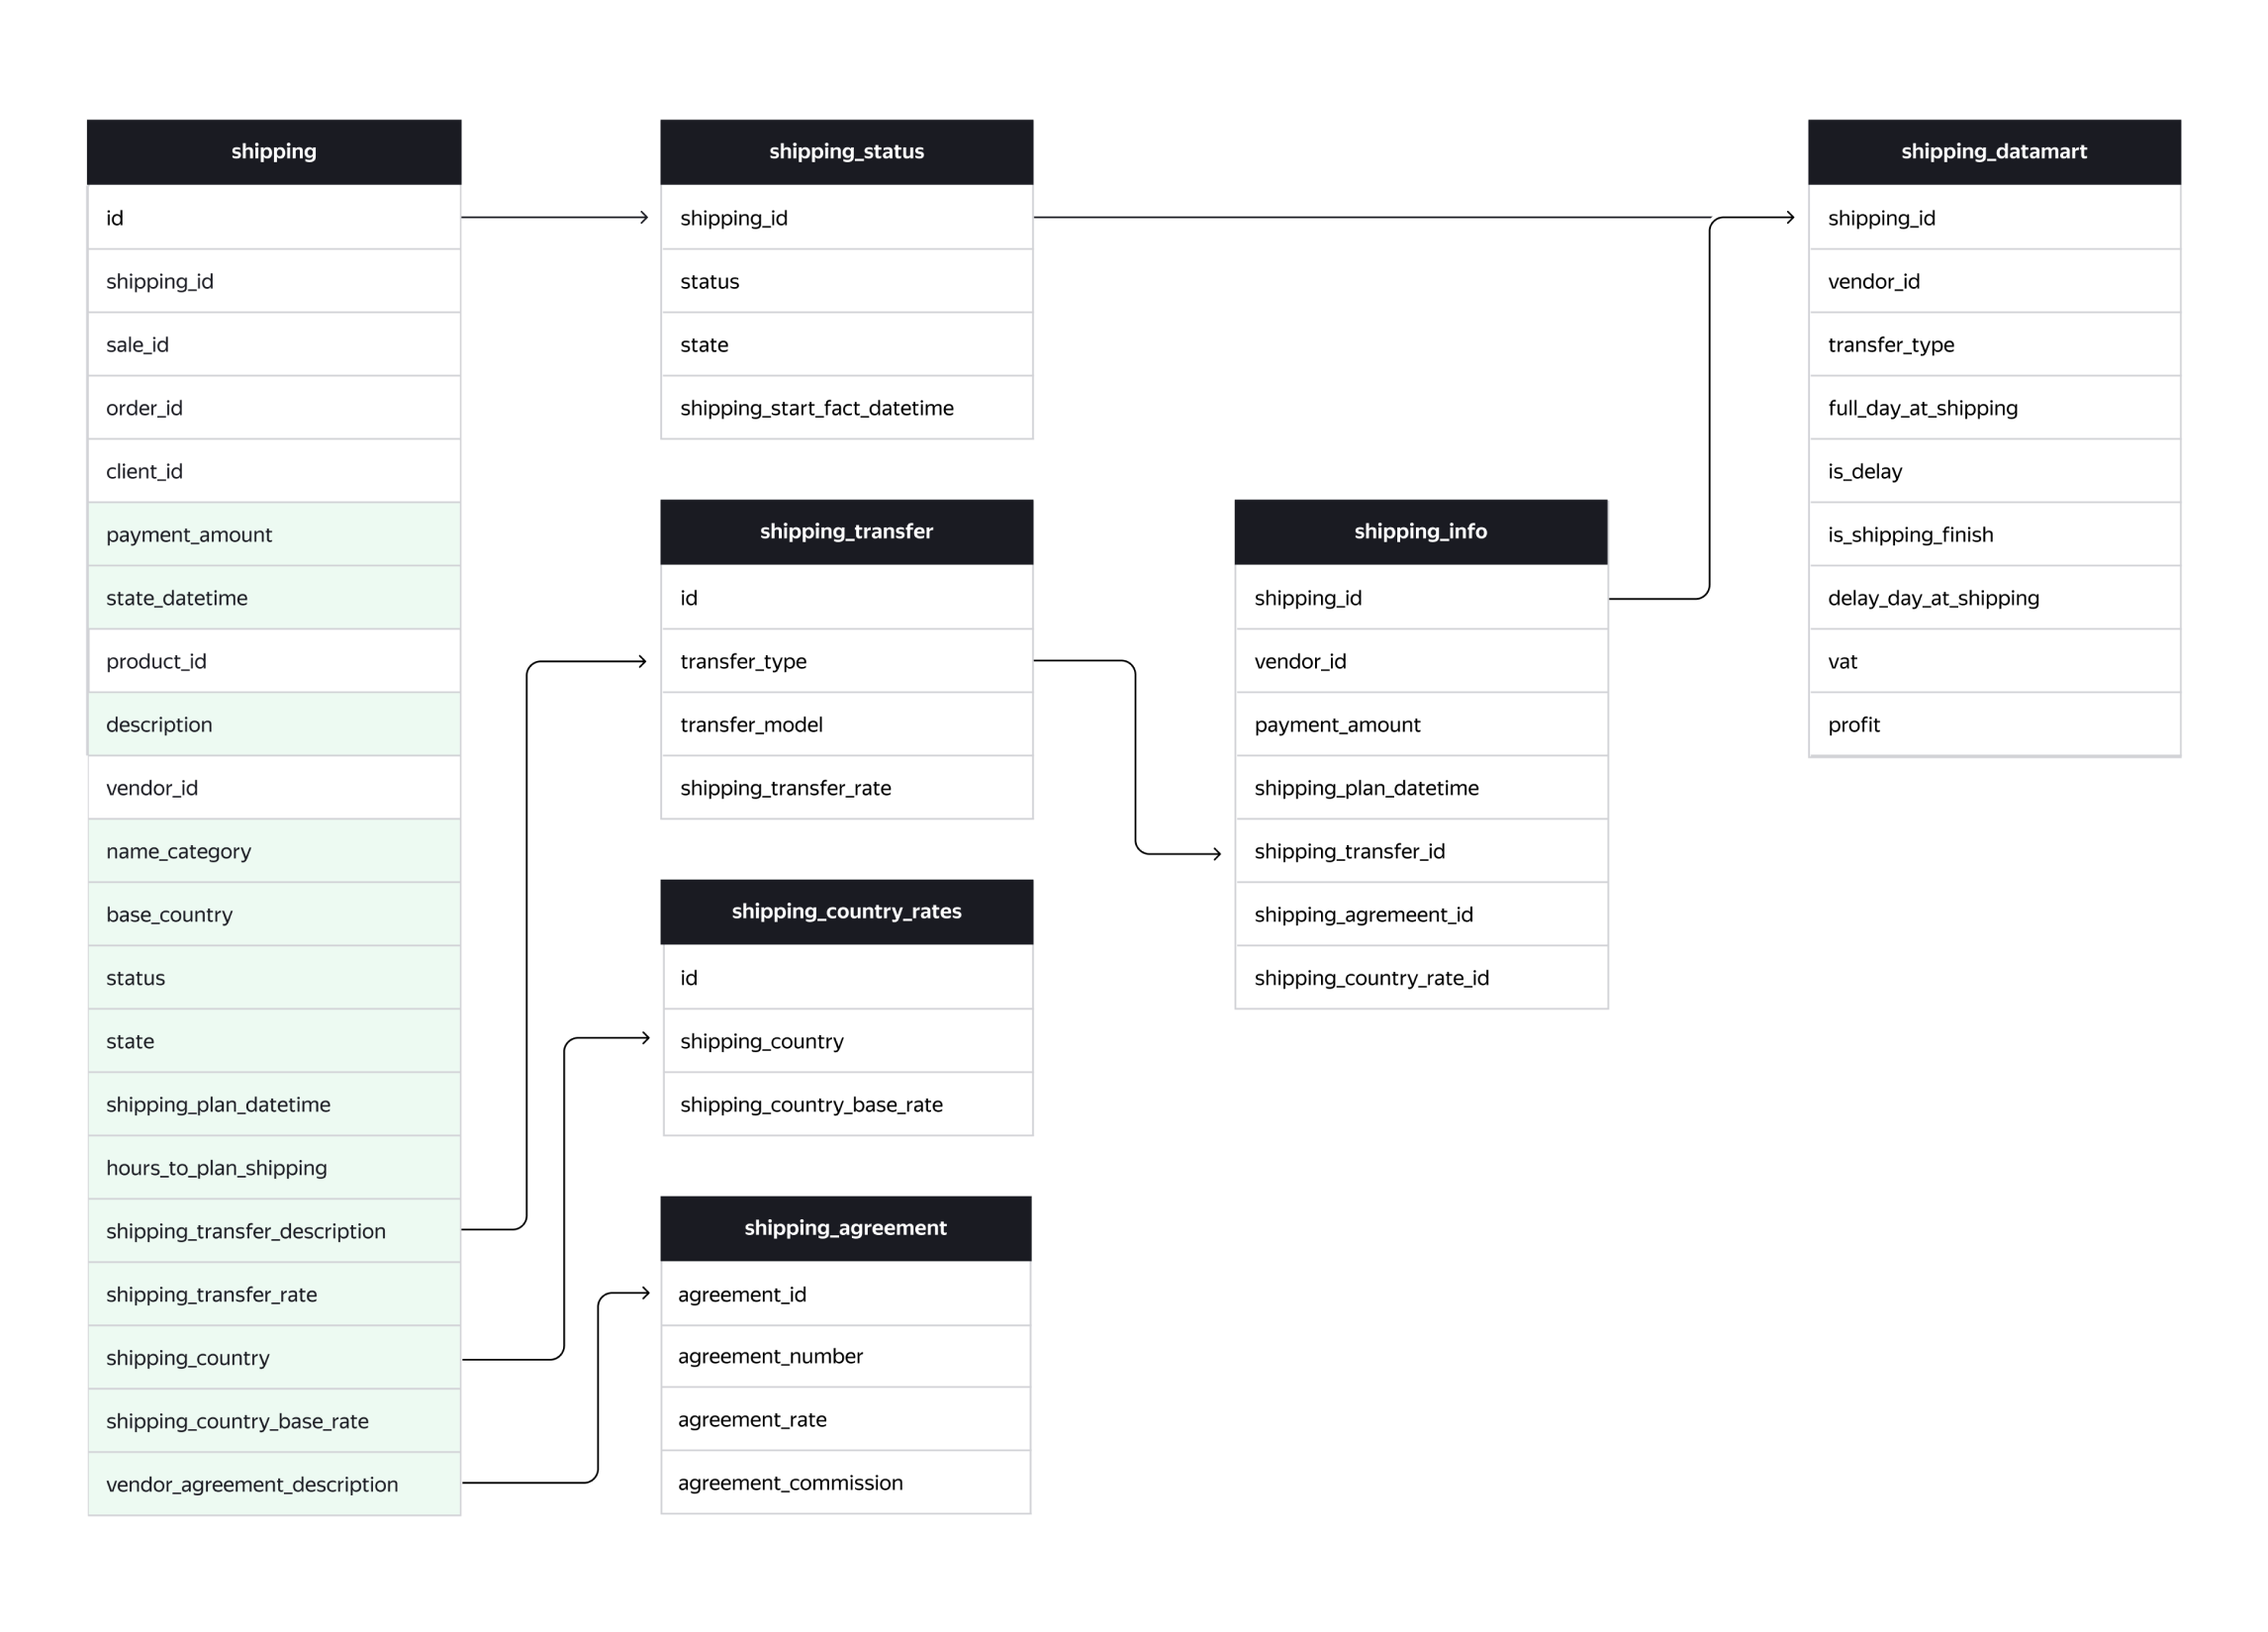 shipping
id
shipping_id
sale_id
order_id
client_id
payment_amount
state_datetime
product_id
description
vendor_id
name_category
base_country
status
state
shipping_plan_datetime
hours_to_plan_shipping
shipping_transfer_description
shipping_transfer_rate
shipping_country
shipping_country_base_rate
vendor_agreement_description
shipping_status
shipping_id
status
state
shipping_start_fact_datetime
shipping_transfer
id
transfer_type
transfer_model
shipping_transfer_rate
shipping_country_rates
id
shipping_country
shipping_country_base_rate
shipping_agreement
agreement_id
agreement_number
agreement_rate
agreement_commission
shipping_info
shipping_id
vendor_id
payment_amount
shipping_plan_datetime
shipping_transfer_id
shipping_agremeent_id
shipping_country_rate_id
shipping_datamart
shipping_id
vendor_id
transfer_type
full_day_at_shipping
is_delay
is_shipping_finish
delay_day_at_shipping
vat
profit